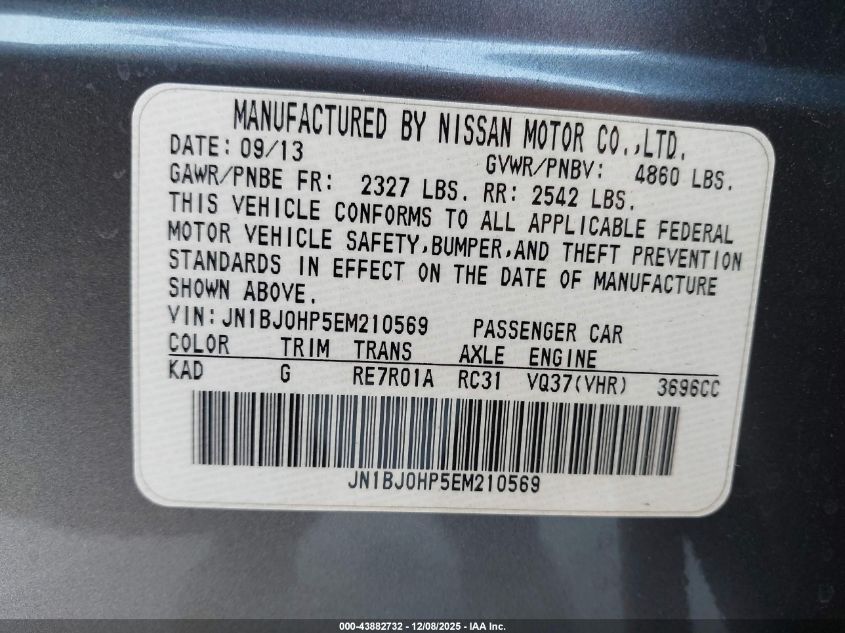 MANUFACTURED BY NISSAN MOTOR CO.,LTD.
DATE: 09/13 GVWR/PNBV: 4860 LBS.
GAWR/PNBE FR: 2327 LBS. RR: 2542 LBS.
THIS VEHICLE CONFORMS TO ALL APPLICABLE FEDERAL
MOTOR VEHICLE SAFETY,BUMPER,AND THEFT PREVENTION
STANDARDS IN EFFECT ON THE DATE OF MANUFACTURE
SHOWN ABOVE.
VIN:JN1BJ0HP5EM210569 PASSENGER CAR
COLOR TRIM TRANS AXLE ENGINE
KAD G RE7R01A RC31 VQ37(VHR) 3696CC
JN1BJ0HP5EM210569
000-43882732 - 12/08/2025 - IAA Inc.